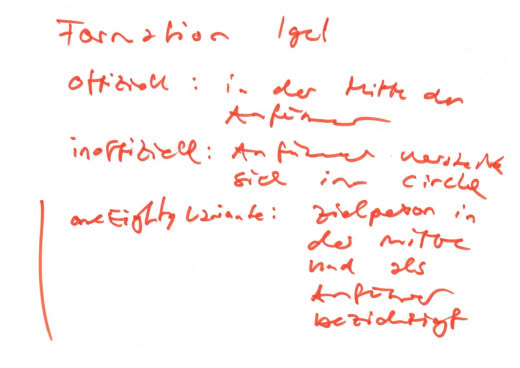 Formation Igel
offiziell: in der Mitte der
Anführer
inoffiziell: Anführer versteckt
sich im circle
oneEighty Variante: Zielperson in
der Mitte
und als
Anführer
bezichtigt